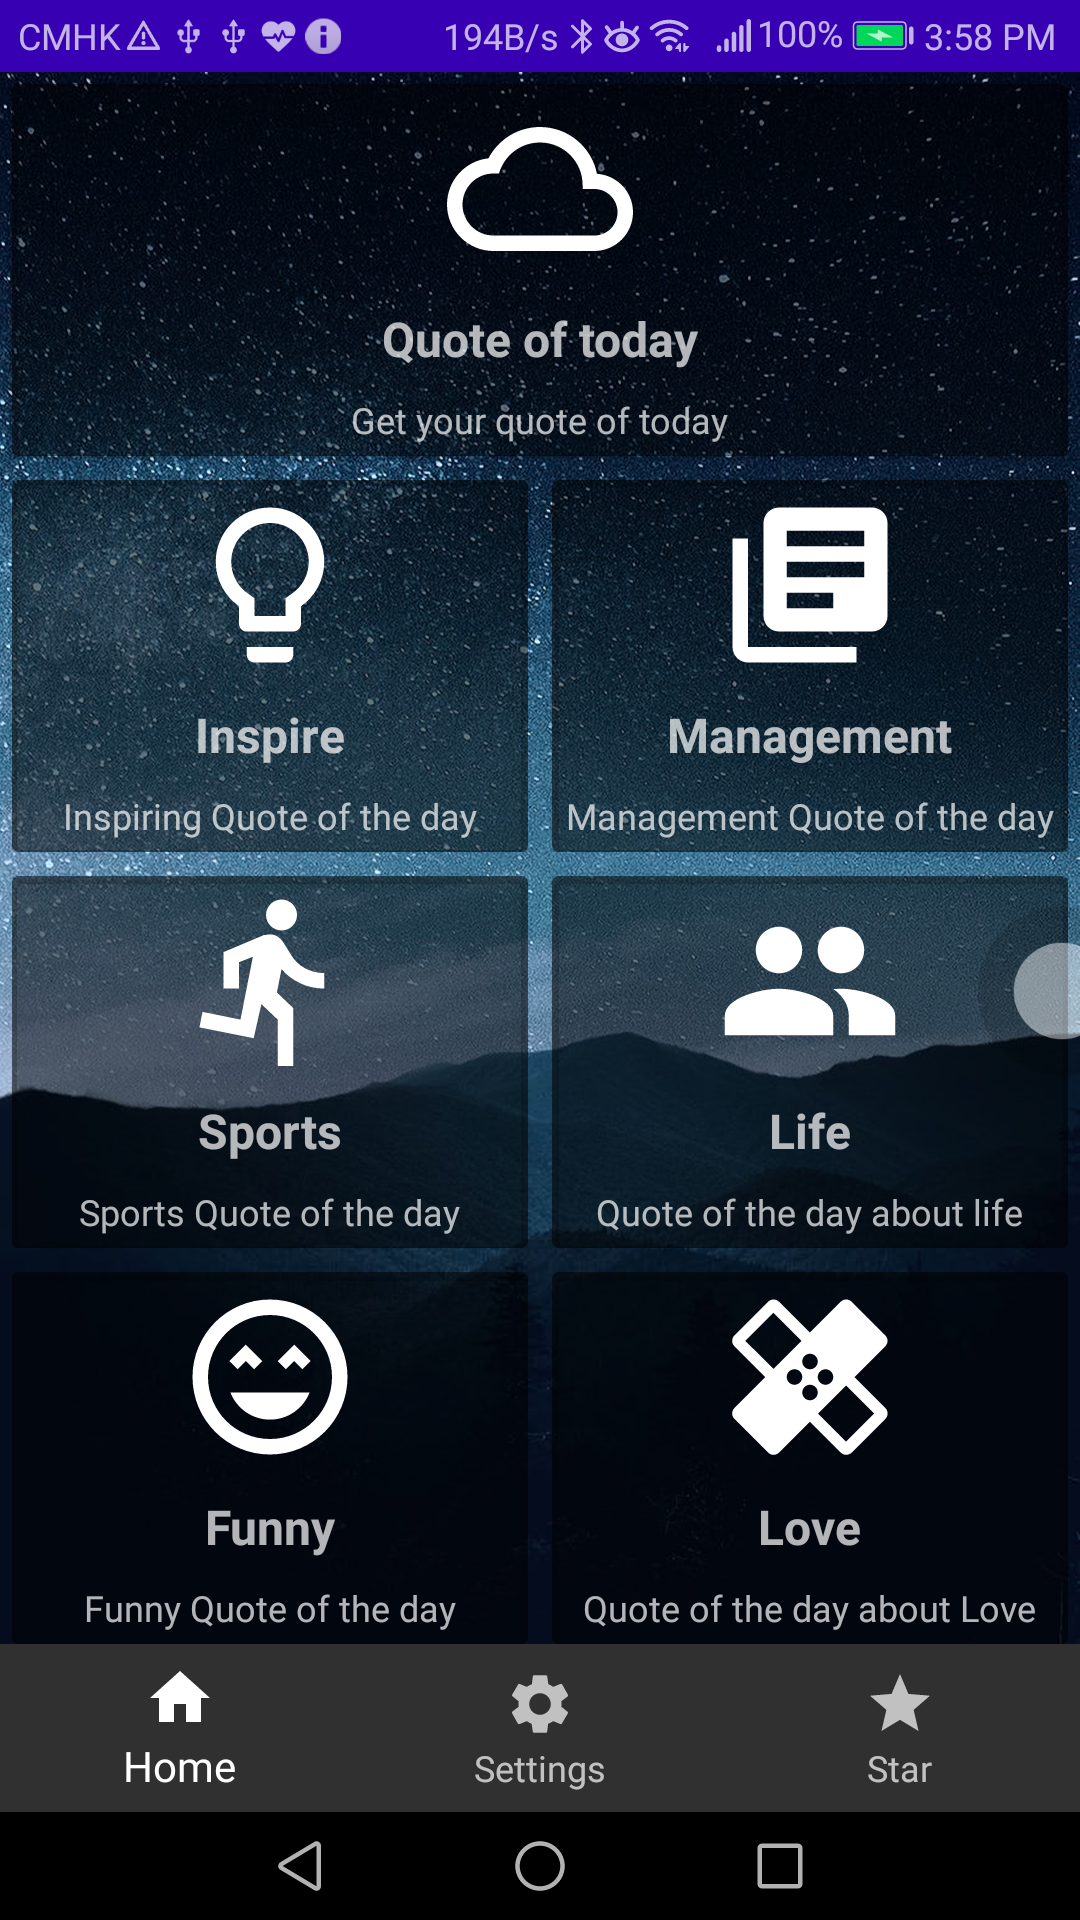 CMHK 194B/s 100% 3:58 PM
Quote of today
Get your quote of today
Inspire
Inspiring Quote of the day
Management
Management Quote of the day
Sports
Sports Quote of the day
Life
Quote of the day about life
Funny
Funny Quote of the day
Love
Quote of the day about Love
Home
Settings
Star